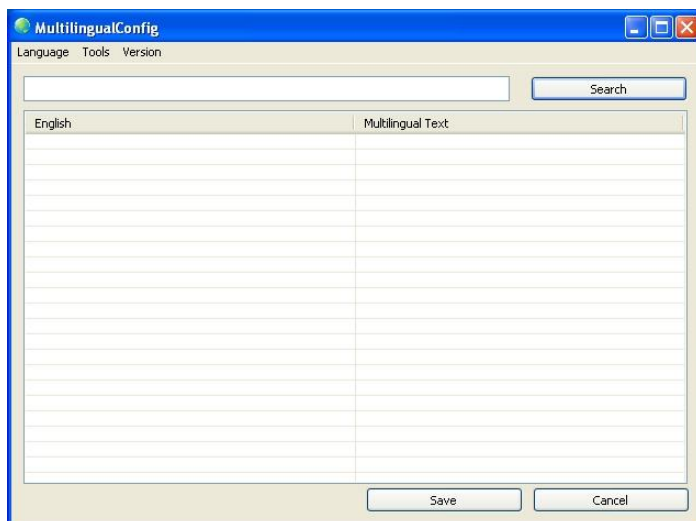 MultilingualConfig
Language Tools Version
Search
English Multilingual Text
Save Cancel